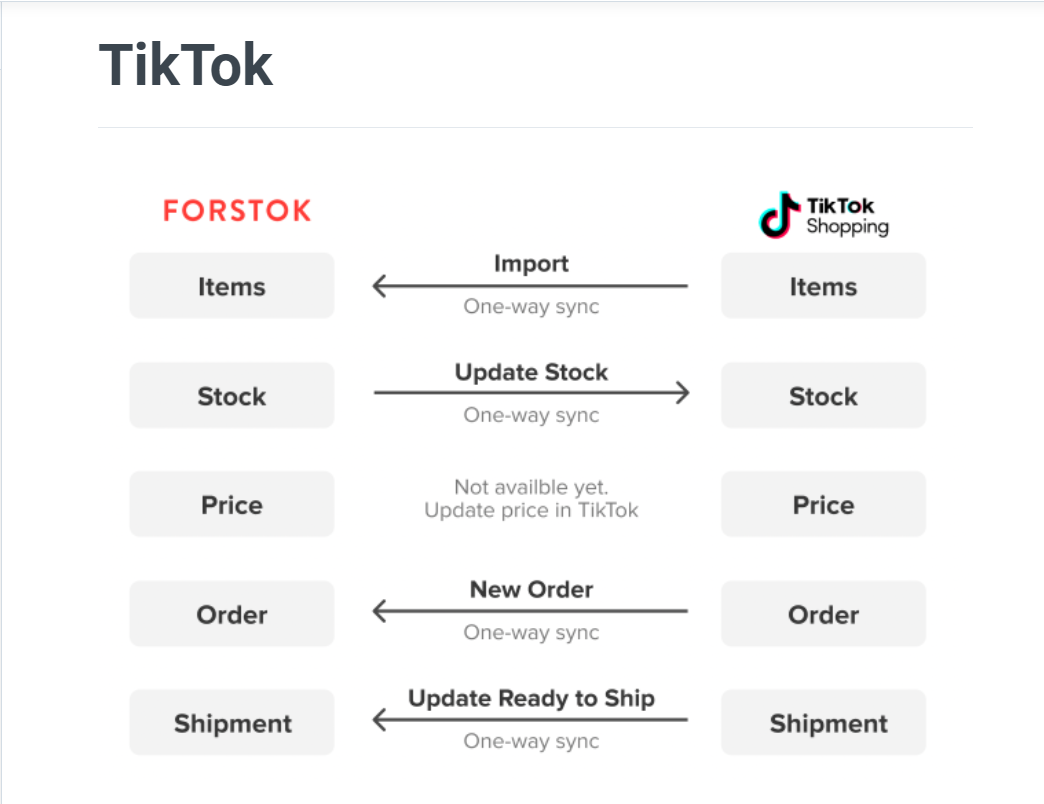 TikTok
FORSTOK
TikTok
Shopping
Items
Import
One-way sync
Items
Stock
Update Stock
One-way sync
Stock
Price
Not availble yet.
Update price in TikTok
Price
Order
New Order
One-way sync
Order
Shipment
Update Ready to Ship
One-way sync
Shipment